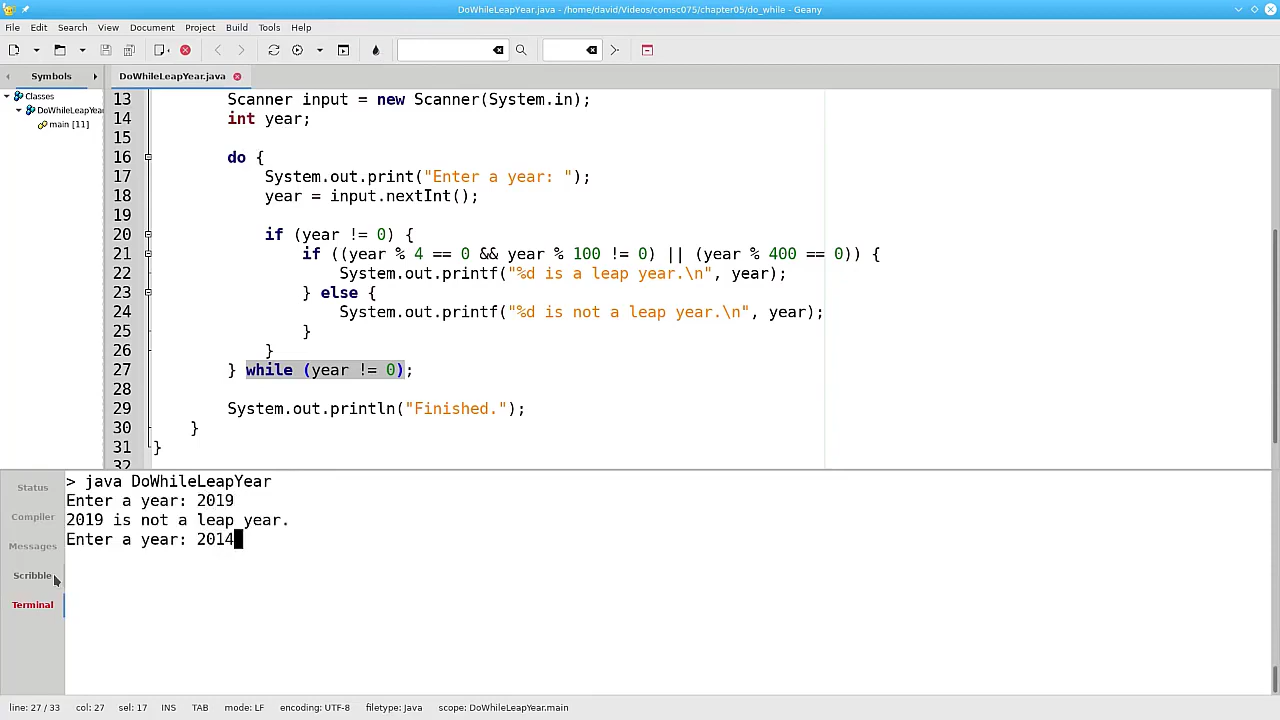 DoWhileLeapYear.java - /home/david/Videos/comsc075/chapter05/do_while - Geany
File Edit Search View Document Project Build Tools Help
Symbols
DoWhileLeapYear.java
Classes
DoWhileLeapYear
main [11]
13 Scanner input = new Scanner(System.in);
14 int year;
15
16 do {
17 System.out.print("Enter a year: ");
18 year = input.nextInt();
19
20 if (year != 0) {
21 if ((year % 4 == 0 && year % 100 != 0) || (year % 400 == 0)) {
22 System.out.printf("%d is a leap year.\n", year);
23 } else {
24 System.out.printf("%d is not a leap year.\n", year);
25 }
26 }
27 } while (year != 0);
28
29 System.out.println("Finished.");
30 }
31 }
32
Status
Compiler
Messages
Scribble
Terminal
> java DoWhileLeapYear
Enter a year: 2019
2019 is not a leap year.
Enter a year: 2014
line: 27 / 33 col: 27 sel: 17 INS TAB mode: LF encoding: UTF-8 filetype: Java scope: DoWhileLeapYear.main